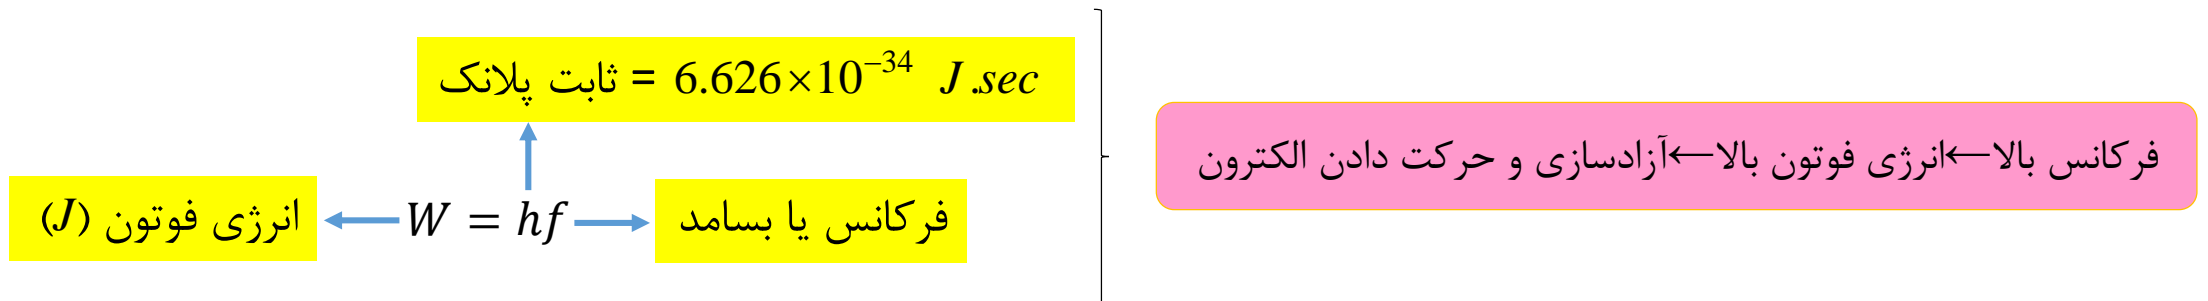 ثابت پلانک = 6.626×10⁻³⁴ J.sec
انرژی فوتون (J)
W = hf
فرکانس یا بسامد
فرکانس بالا←انرژی فوتون بالا←آزادسازی و حرکت دادن الکترون